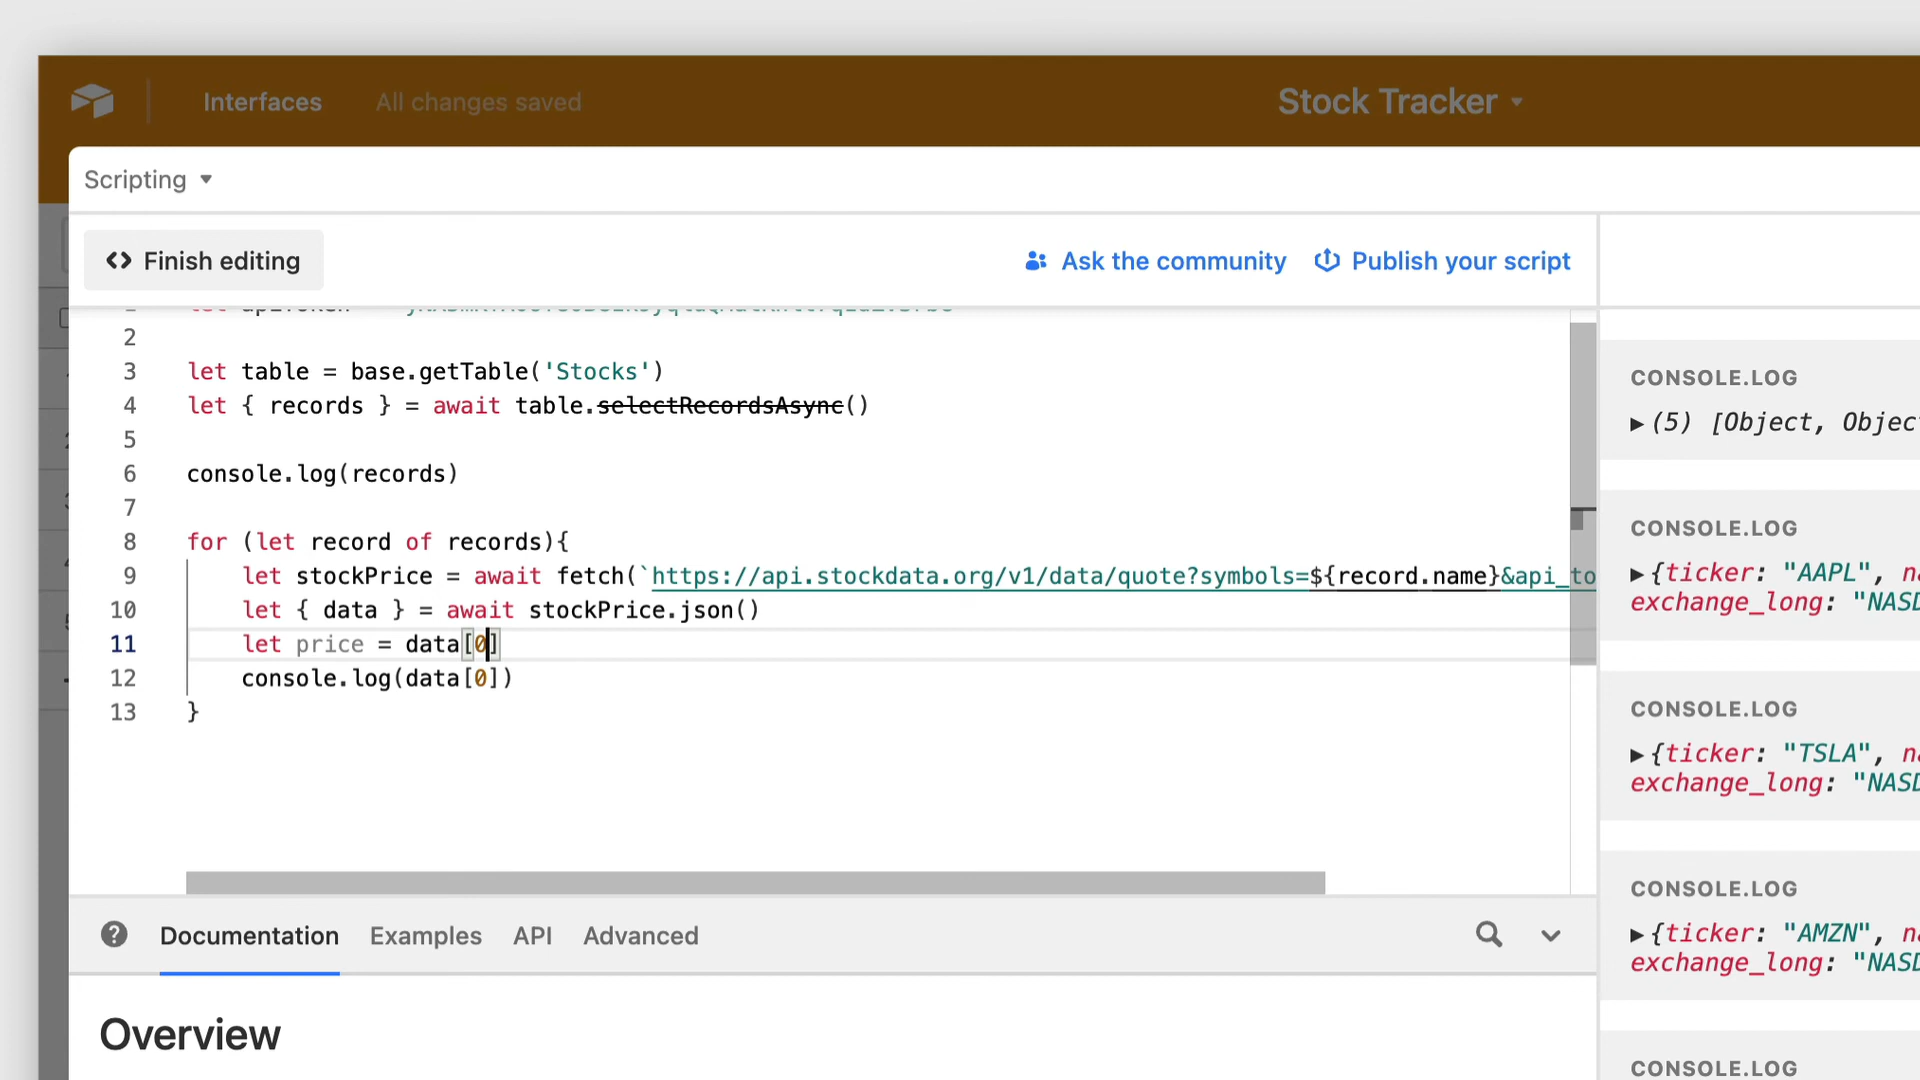 Interfaces
All changes saved
Stock Tracker
Scripting
Finish editing
Ask the community
Publish your script
2
3 let table = base.getTable('Stocks')
4 let { records } = await table.selectRecordsAsync()
5
6 console.log(records)
7
8 for (let record of records){
9 let stockPrice = await fetch(`https://api.stockdata.org/v1/data/quote?symbols=${record.name}&api_to
10 let { data } = await stockPrice.json()
11 let price = data[0]
12 console.log(data[0])
13 }
CONSOLE.LOG
▶(5) [Object, Objec
CONSOLE.LOG
▶{ticker: "AAPL", na
exchange_long: "NASD
CONSOLE.LOG
▶{ticker: "TSLA", na
exchange_long: "NASD
CONSOLE.LOG
▶{ticker: "AMZN", na
exchange_long: "NASD
CONSOLE.LOG
Documentation
Examples
API
Advanced
Overview